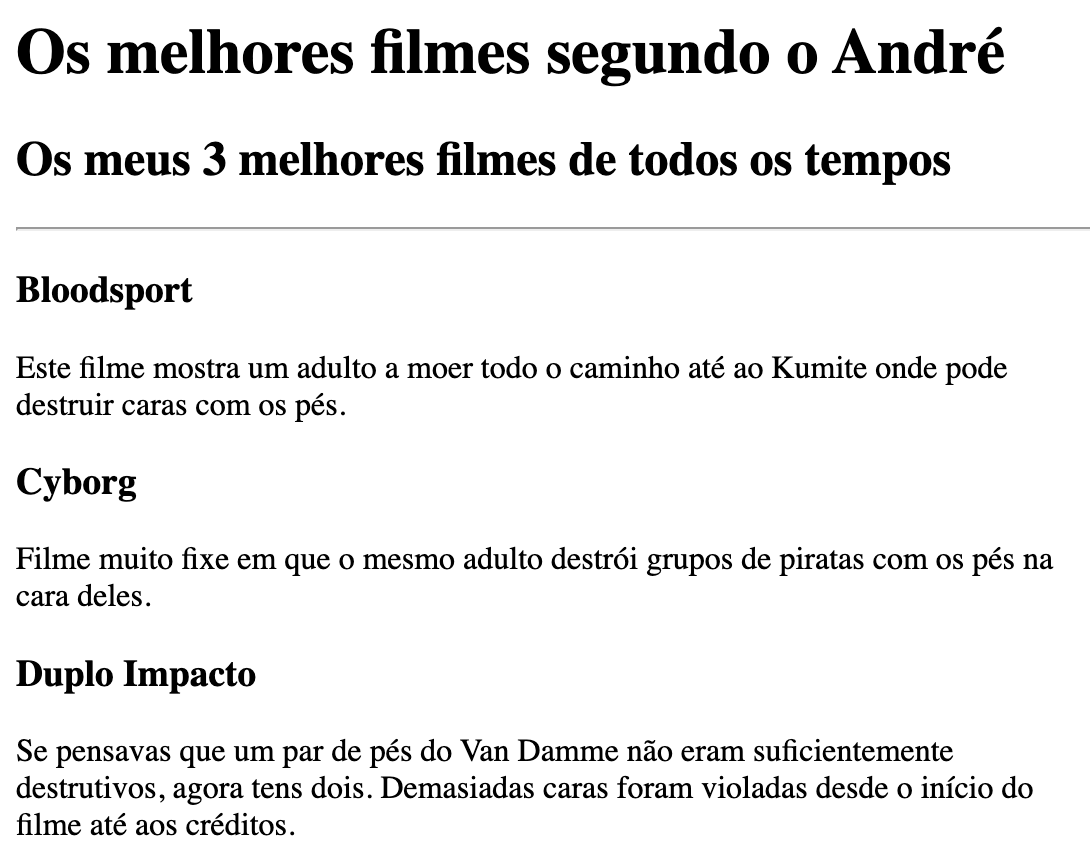 Os melhores filmes segundo o André
Os meus 3 melhores filmes de todos os tempos
Bloodsport
Este filme mostra um adulto a moer todo o caminho até ao Kumite onde pode
destruir caras com os pés.
Cyborg
Filme muito fixe em que o mesmo adulto destrói grupos de piratas com os pés na
cara deles.
Duplo Impacto
Se pensavas que um par de pés do Van Damme não eram suficientemente
destrutivos, agora tens dois. Demasiadas caras foram violadas desde o início do
filme até aos créditos.